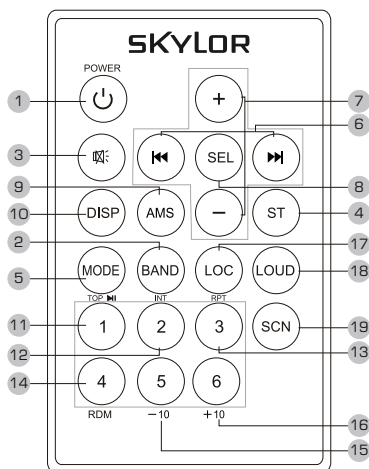 SKYLOR
POWER
1
7
+
6
3
SEL
8
9
10
DISP
AMS
−
ST
4
2
17
5
MODE
BAND
LOC
LOUD
18
TOP
INT
RPT
11
1
2
3
SCN
19
12
13
14
4
5
6
RDM
−10
+10
16
15